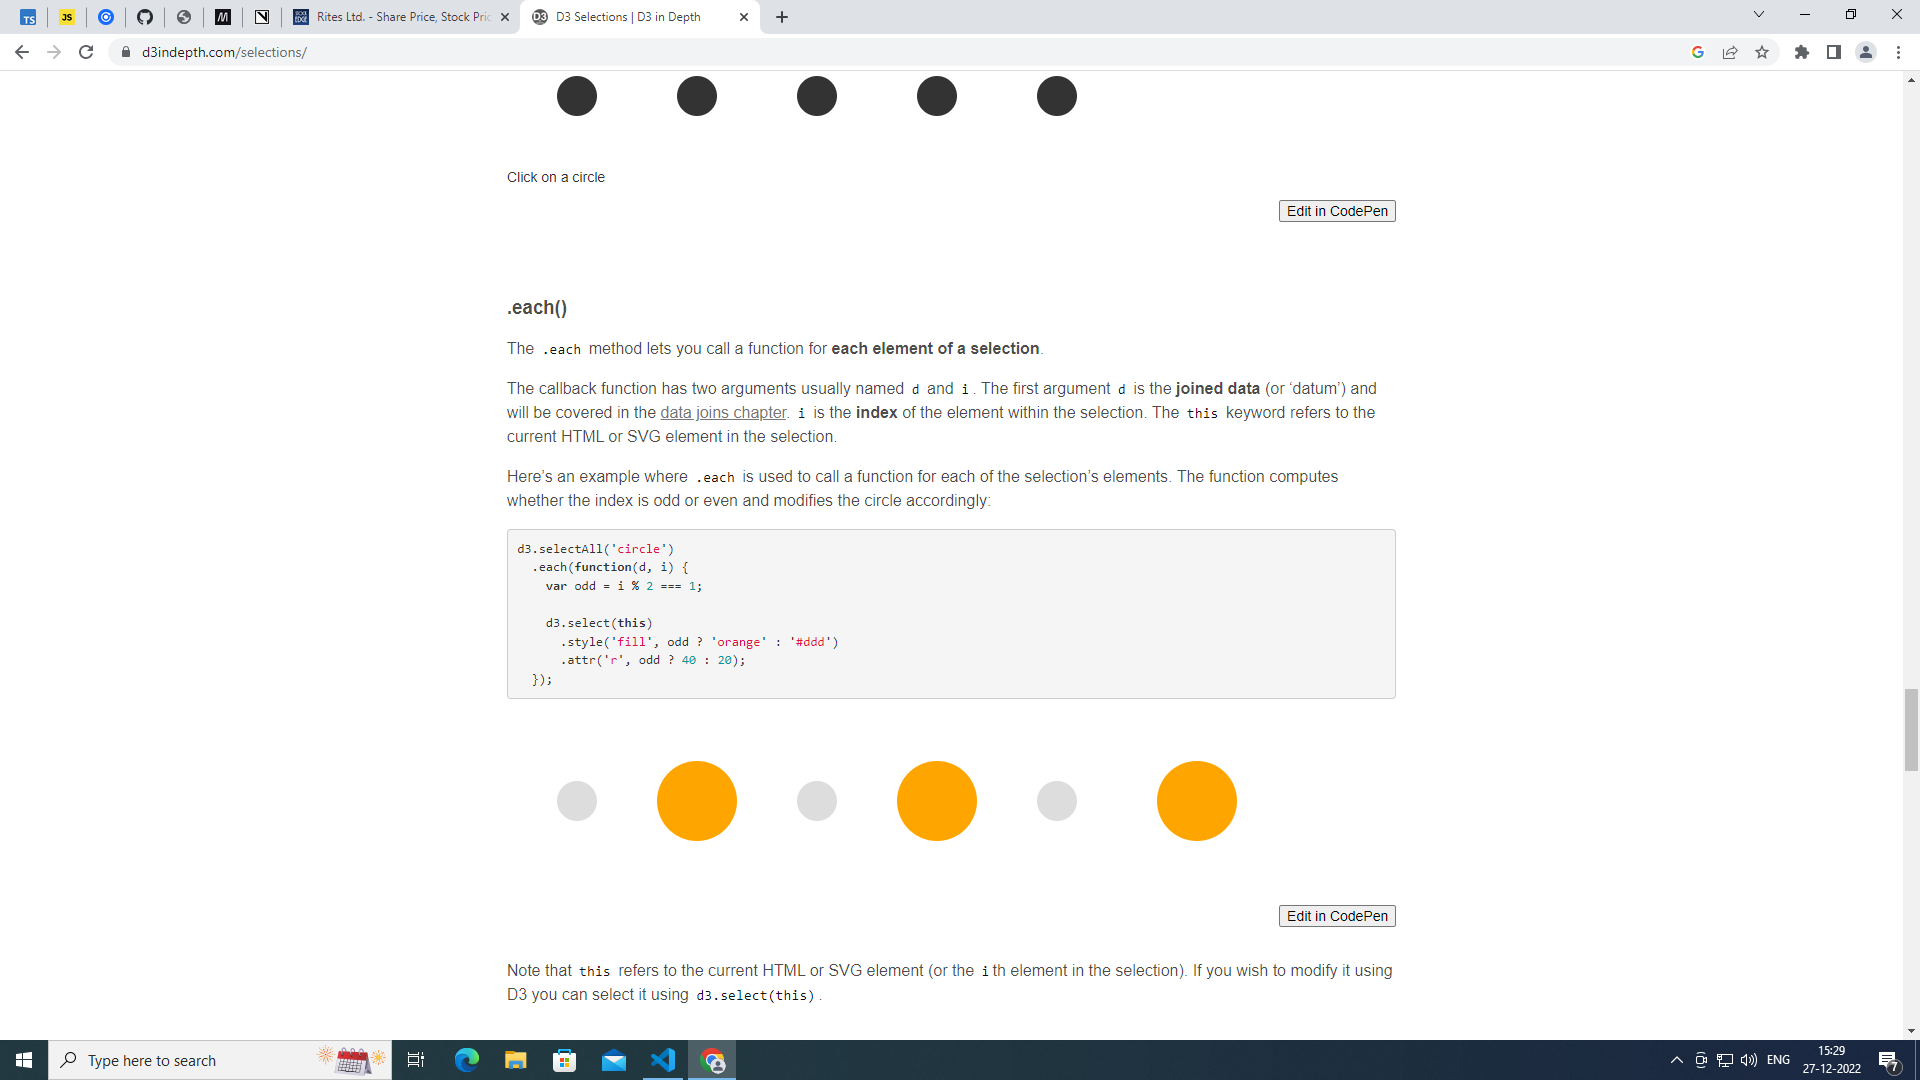 TS
JS
Rites Ltd. - Share Price, Stock Pric
D3 Selections | D3 in Depth
d3indepth.com/selections/
Click on a circle
Edit in CodePen
.each()
The .each method lets you call a function for each element of a selection.
The callback function has two arguments usually named d and i. The first argument d is the joined data (or ‘datum’) and
will be covered in the data joins chapter. i is the index of the element within the selection. The this keyword refers to the
current HTML or SVG element in the selection.
Here’s an example where .each is used to call a function for each of the selection’s elements. The function computes
whether the index is odd or even and modifies the circle accordingly:
d3.selectAll('circle')
  .each(function(d, i) {
    var odd = i % 2 === 1;
    d3.select(this)
      .style('fill', odd ? 'orange' : '#ddd')
      .attr('r', odd ? 40 : 20);
  });
Edit in CodePen
Note that this refers to the current HTML or SVG element (or the ith element in the selection). If you wish to modify it using
D3 you can select it using d3.select(this).
Type here to search
ENG
15:29
27-12-2022
7